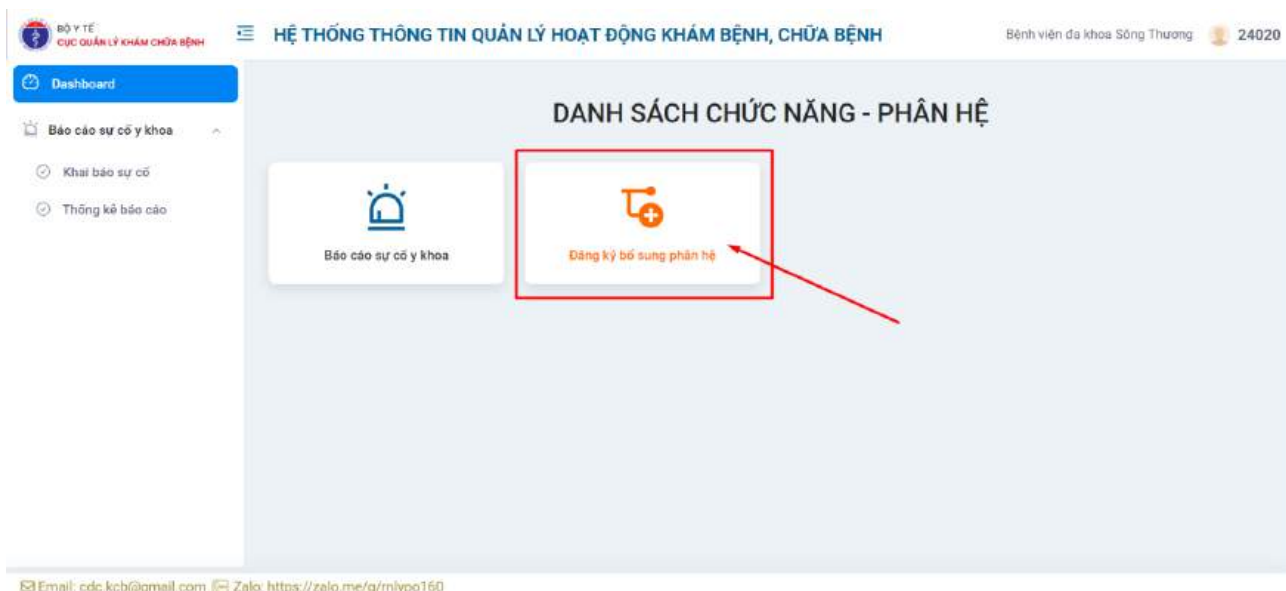 BỘ Y TẾ
CỤC QUẢN LÝ KHÁM CHỮA BỆNH
HỆ THỐNG THÔNG TIN QUẢN LÝ HOẠT ĐỘNG KHÁM BỆNH, CHỮA BỆNH
Bệnh viện đa khoa Sông Thương
24020
Dashboard
Báo cáo sự cố y khoa
Khai báo sự cố
Thống kê báo cáo
DANH SÁCH CHỨC NĂNG - PHÂN HỆ
Báo cáo sự cố y khoa
Đăng ký bổ sung phân hệ
Email: cdc.kcb@gmail.com Zalo: https://zalo.me/g/